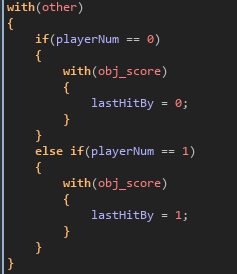 with(other)
{
    if(playerNum == 0)
    {
        with(obj_score)
        {
            lastHitBy = 0;
        }
    }
    else if(playerNum == 1)
    {
        with(obj_score)
        {
            lastHitBy = 1;
        }
    }
}